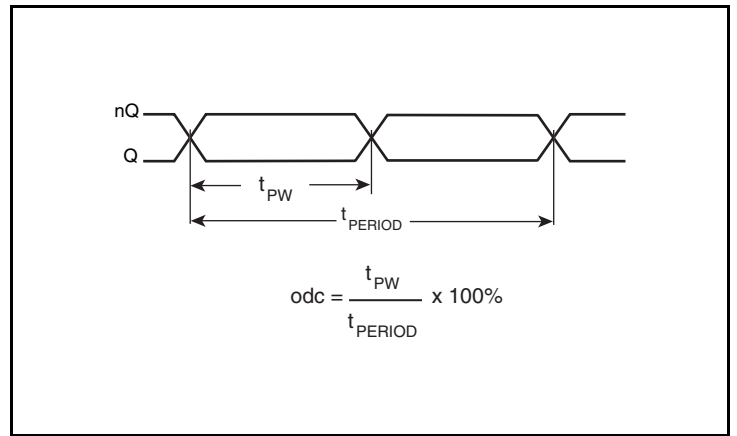 nQ
Q
tPW
tPERIOD
odc = tPW / tPERIOD x 100%